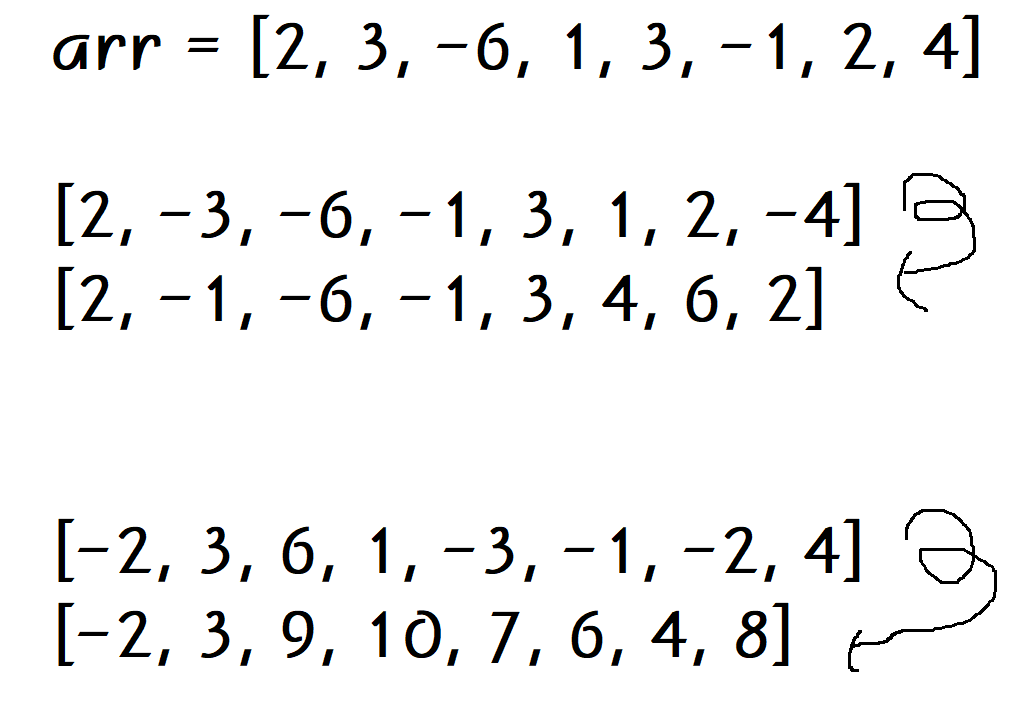 arr = [2, 3, −6, 1, 3, −1, 2, 4]
[2, −3, −6, −1, 3, 1, 2, −4]
[2, −1, −6, −1, 3, 4, 6, 2]
[−2, 3, 6, 1, −3, −1, −2, 4]
[−2, 3, 9, 10, 7, 6, 4, 8]